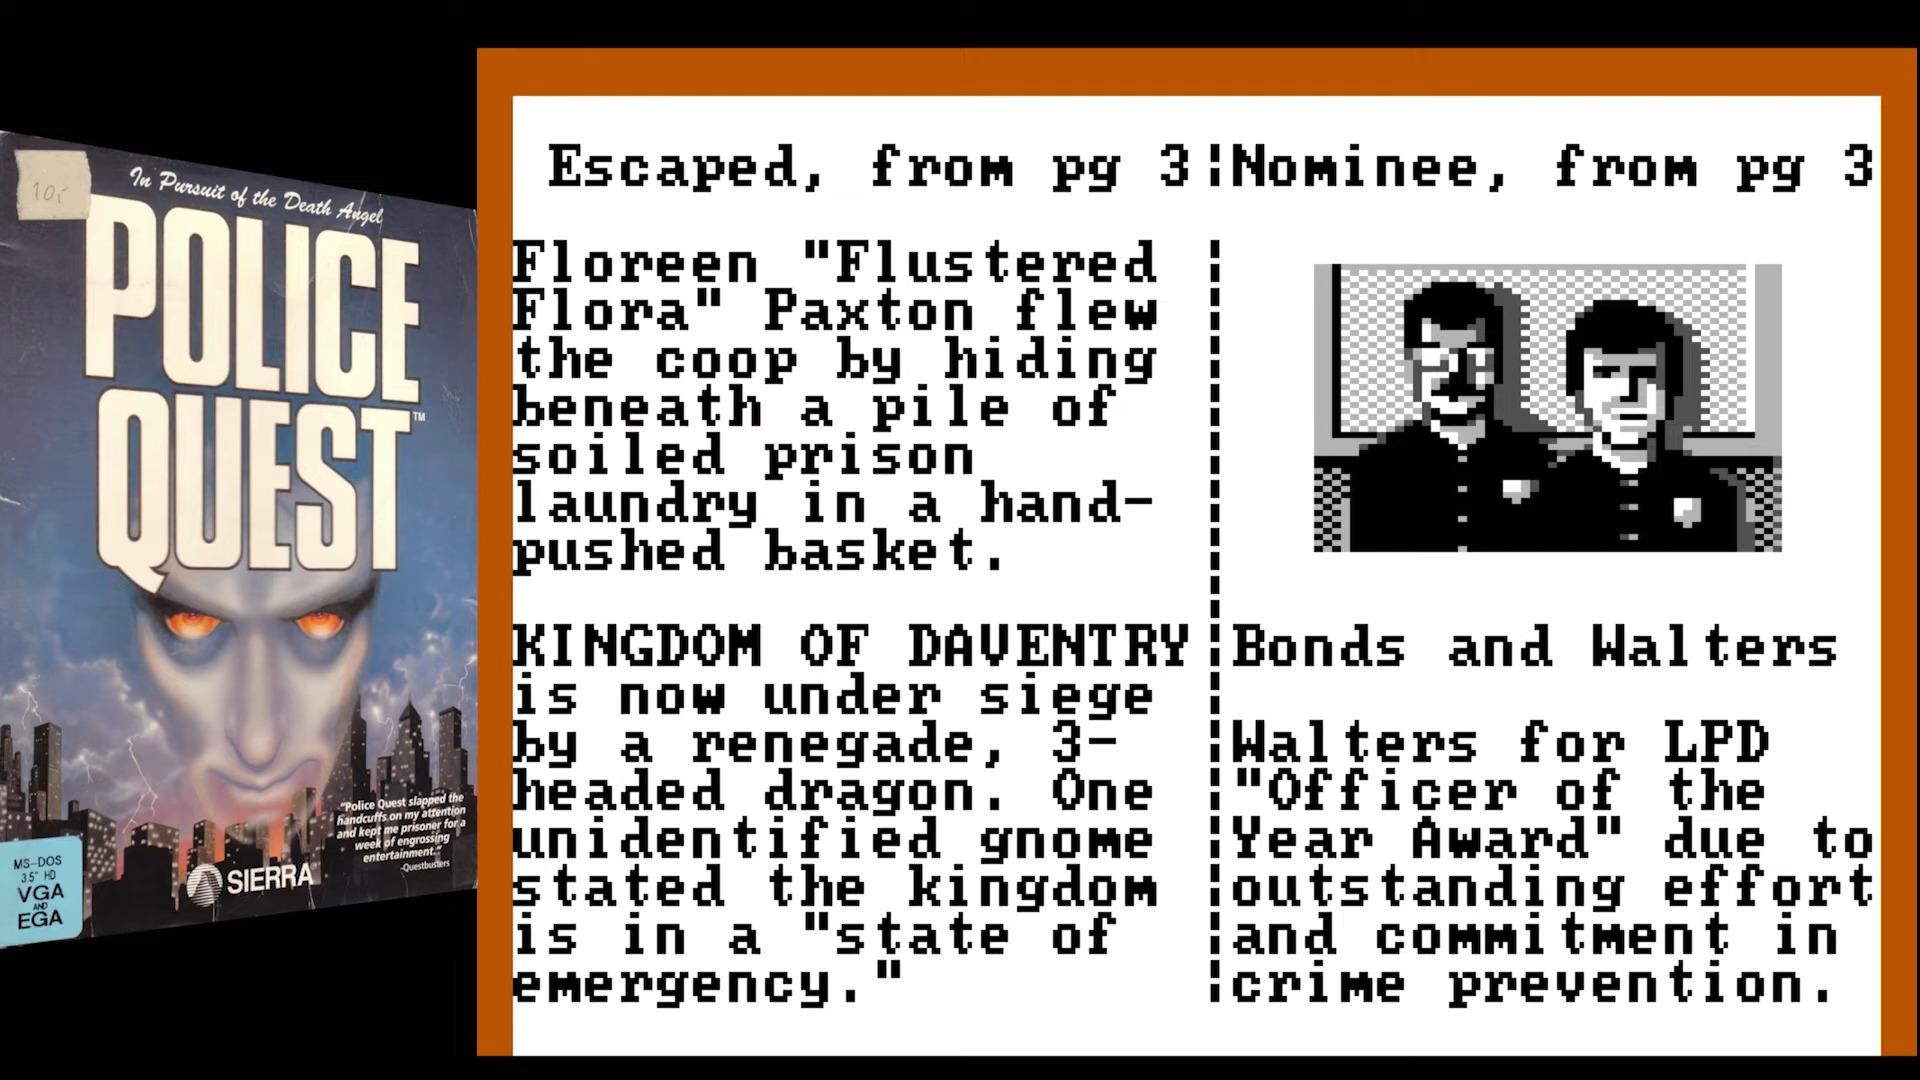 10,-
In Pursuit of the Death Angel
POLICE
QUEST™
"Police Quest slapped the
handcuffs on my attention
and kept me prisoner for a
week of engrossing
entertainment."
-Questbusters
MS-DOS
3.5" HD
VGA
AND
EGA
SIERRA
Escaped, from pg 3
Floreen "Flustered
Flora" Paxton flew
the coop by hiding
beneath a pile of
soiled prison
laundry in a hand-
pushed basket.
KINGDOM OF DAVENTRY
is now under siege
by a renegade, 3-
headed dragon. One
unidentified gnome
stated the kingdom
is in a "state of
emergency."
Nominee, from pg 3
Bonds and Walters
Walters for LPD
"Officer of the
Year Award" due to
outstanding effort
and commitment in
crime prevention.